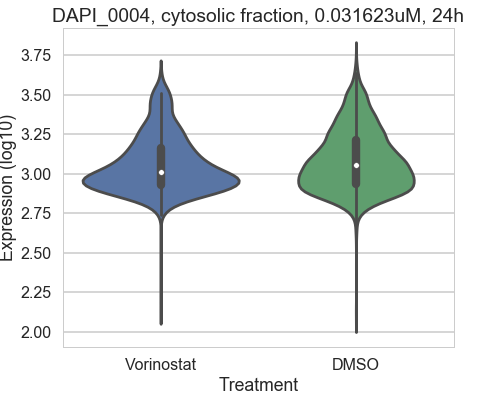 DAPI_0004, cytosolic fraction, 0.031623uM, 24h
3.75
3.50
3.25
3.00
2.75
2.50
2.25
2.00
Expression (log10)
Vorinostat
DMSO
Treatment